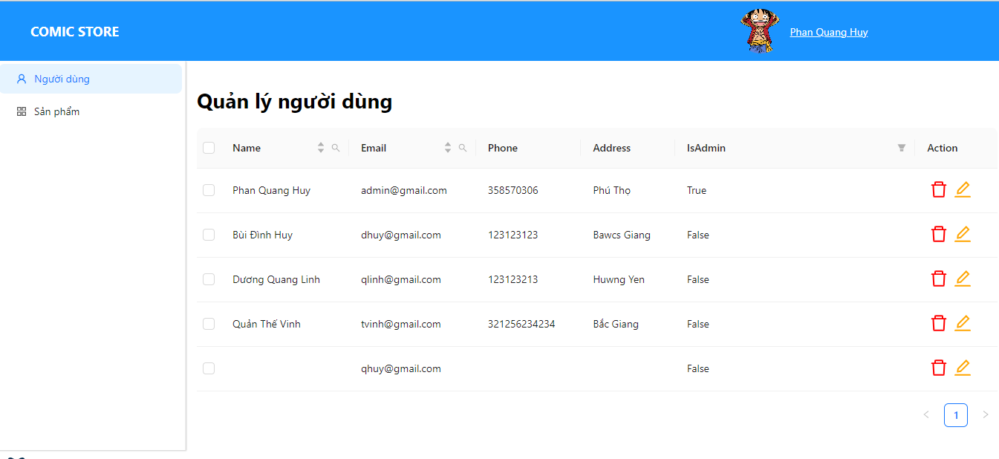 COMIC STORE
Phan Quang Huy
Người dùng
Sản phẩm
Quản lý người dùng
Name Email Phone Address IsAdmin Action
Phan Quang Huy admin@gmail.com 358570306 Phú Thọ True
Bùi Đình Huy dhuy@gmail.com 123123123 Bawcs Giang False
Dương Quang Linh qlinh@gmail.com 123123213 Huwng Yen False
Quản Thế Vinh tvinh@gmail.com 321256234234 Bắc Giang False
qhuy@gmail.com False
1